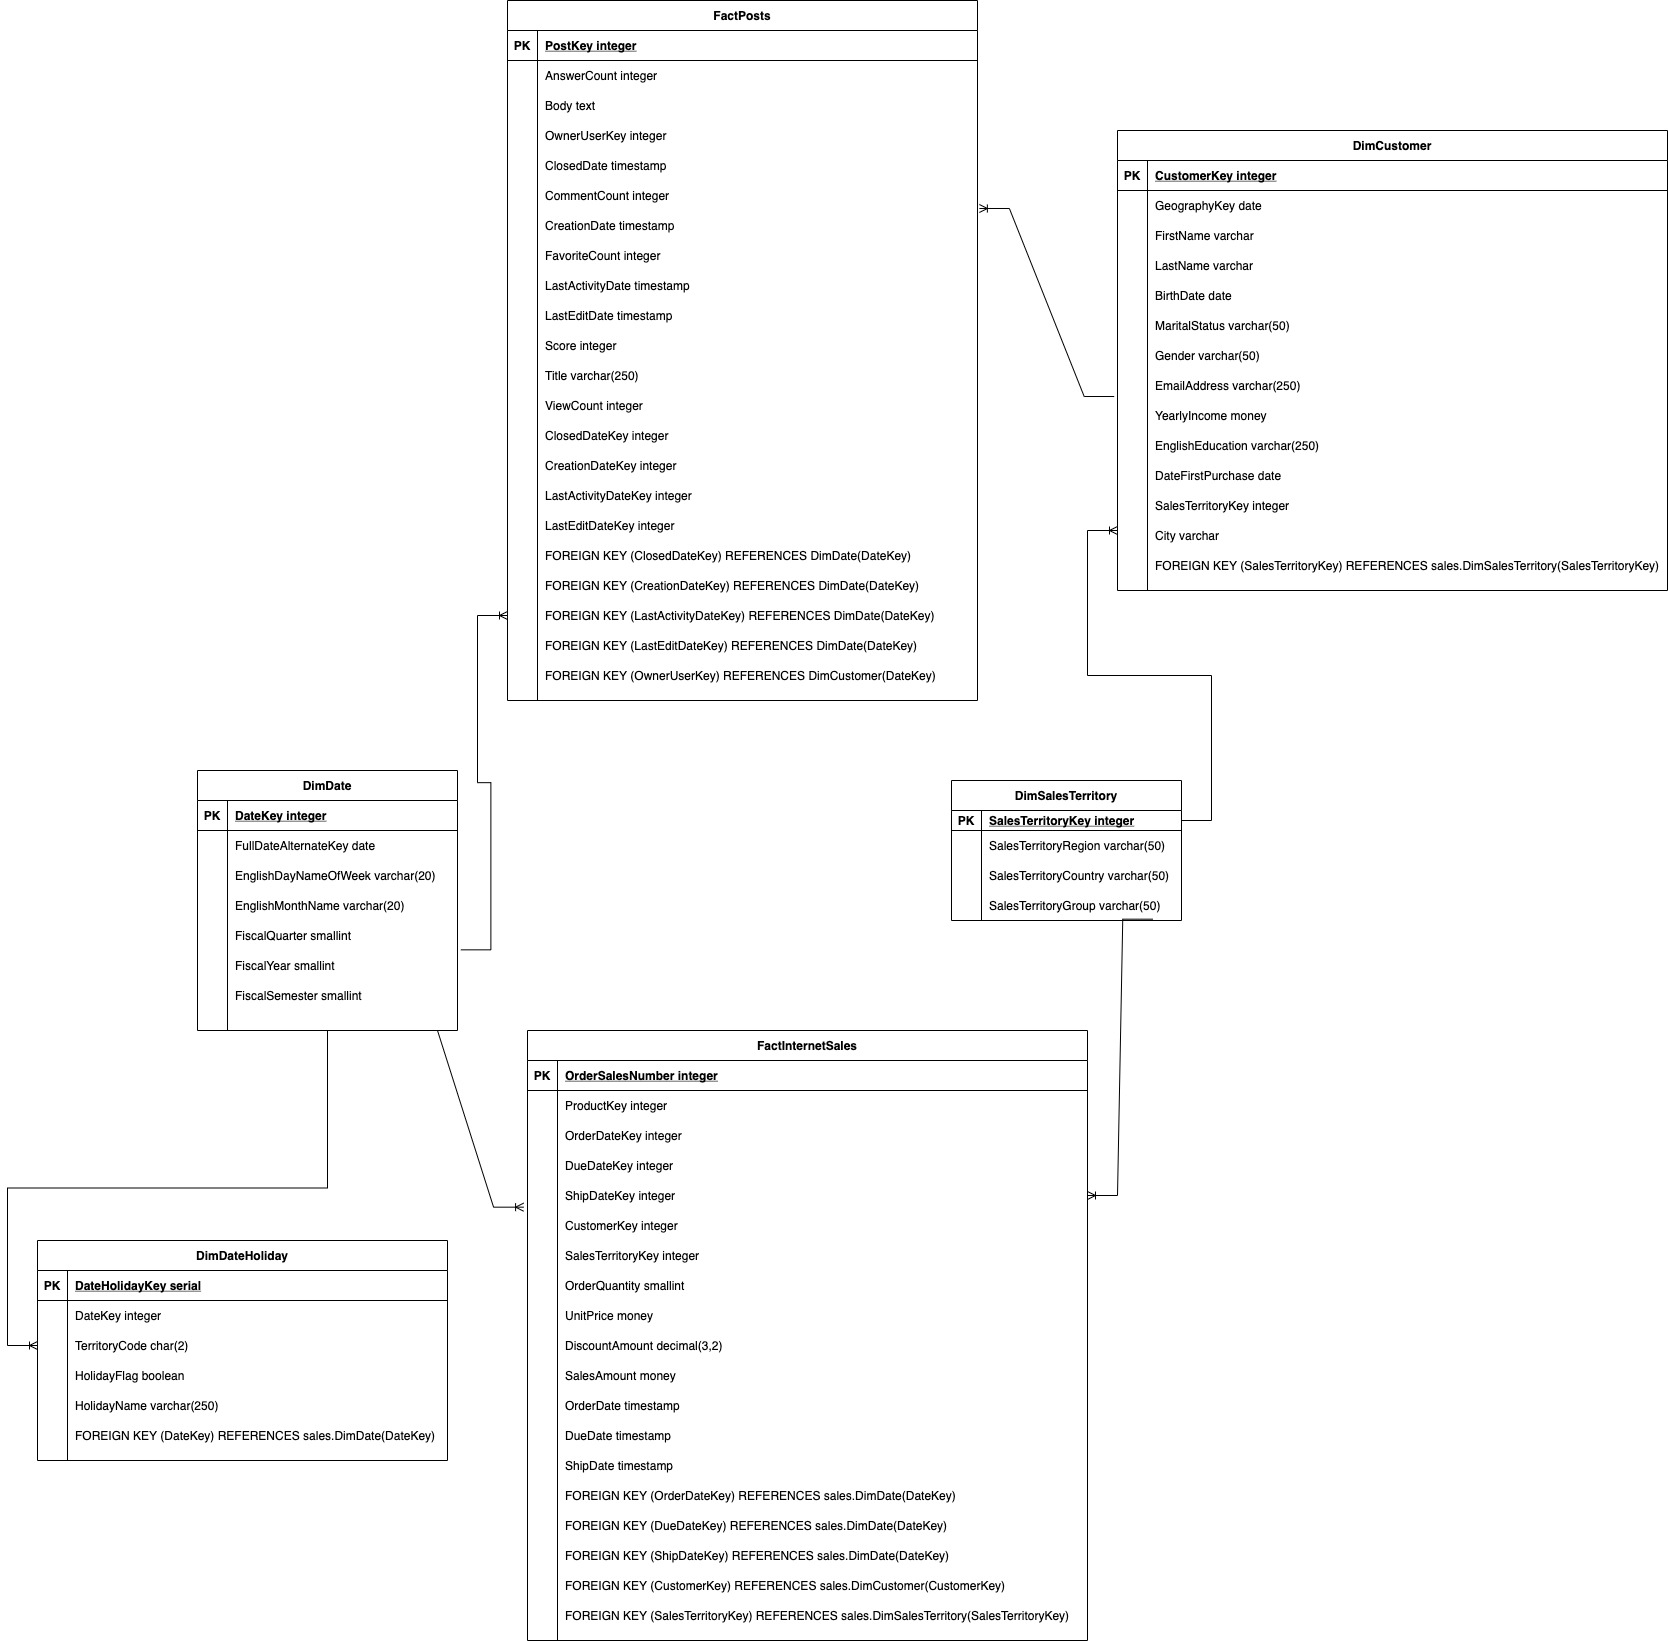 FactPosts
PK PostKey integer
AnswerCount integer
Body text
OwnerUserKey integer
ClosedDate timestamp
CommentCount integer
CreationDate timestamp
FavoriteCount integer
LastActivityDate timestamp
LastEditDate timestamp
Score integer
Title varchar(250)
ViewCount integer
ClosedDateKey integer
CreationDateKey integer
LastActivityDateKey integer
LastEditDateKey integer
FOREIGN KEY (ClosedDateKey) REFERENCES DimDate(DateKey)
FOREIGN KEY (CreationDateKey) REFERENCES DimDate(DateKey)
FOREIGN KEY (LastActivityDateKey) REFERENCES DimDate(DateKey)
FOREIGN KEY (LastEditDateKey) REFERENCES DimDate(DateKey)
FOREIGN KEY (OwnerUserKey) REFERENCES DimCustomer(DateKey)
DimCustomer
PK CustomerKey integer
GeographyKey date
FirstName varchar
LastName varchar
BirthDate date
MaritalStatus varchar(50)
Gender varchar(50)
EmailAddress varchar(250)
YearlyIncome money
EnglishEducation varchar(250)
DateFirstPurchase date
SalesTerritoryKey integer
City varchar
FOREIGN KEY (SalesTerritoryKey) REFERENCES sales.DimSalesTerritory(SalesTerritoryKey)
DimDate
PK DateKey integer
FullDateAlternateKey date
EnglishDayNameOfWeek varchar(20)
EnglishMonthName varchar(20)
FiscalQuarter smallint
FiscalYear smallint
FiscalSemester smallint
DimSalesTerritory
PK SalesTerritoryKey integer
SalesTerritoryRegion varchar(50)
SalesTerritoryCountry varchar(50)
SalesTerritoryGroup varchar(50)
FactInternetSales
PK OrderSalesNumber integer
ProductKey integer
OrderDateKey integer
DueDateKey integer
ShipDateKey integer
CustomerKey integer
SalesTerritoryKey integer
OrderQuantity smallint
UnitPrice money
DiscountAmount decimal(3,2)
SalesAmount money
OrderDate timestamp
DueDate timestamp
ShipDate timestamp
FOREIGN KEY (OrderDateKey) REFERENCES sales.DimDate(DateKey)
FOREIGN KEY (DueDateKey) REFERENCES sales.DimDate(DateKey)
FOREIGN KEY (ShipDateKey) REFERENCES sales.DimDate(DateKey)
FOREIGN KEY (CustomerKey) REFERENCES sales.DimCustomer(CustomerKey)
FOREIGN KEY (SalesTerritoryKey) REFERENCES sales.DimSalesTerritory(SalesTerritoryKey)
DimDateHoliday
PK DateHolidayKey serial
DateKey integer
TerritoryCode char(2)
HolidayFlag boolean
HolidayName varchar(250)
FOREIGN KEY (DateKey) REFERENCES sales.DimDate(DateKey)